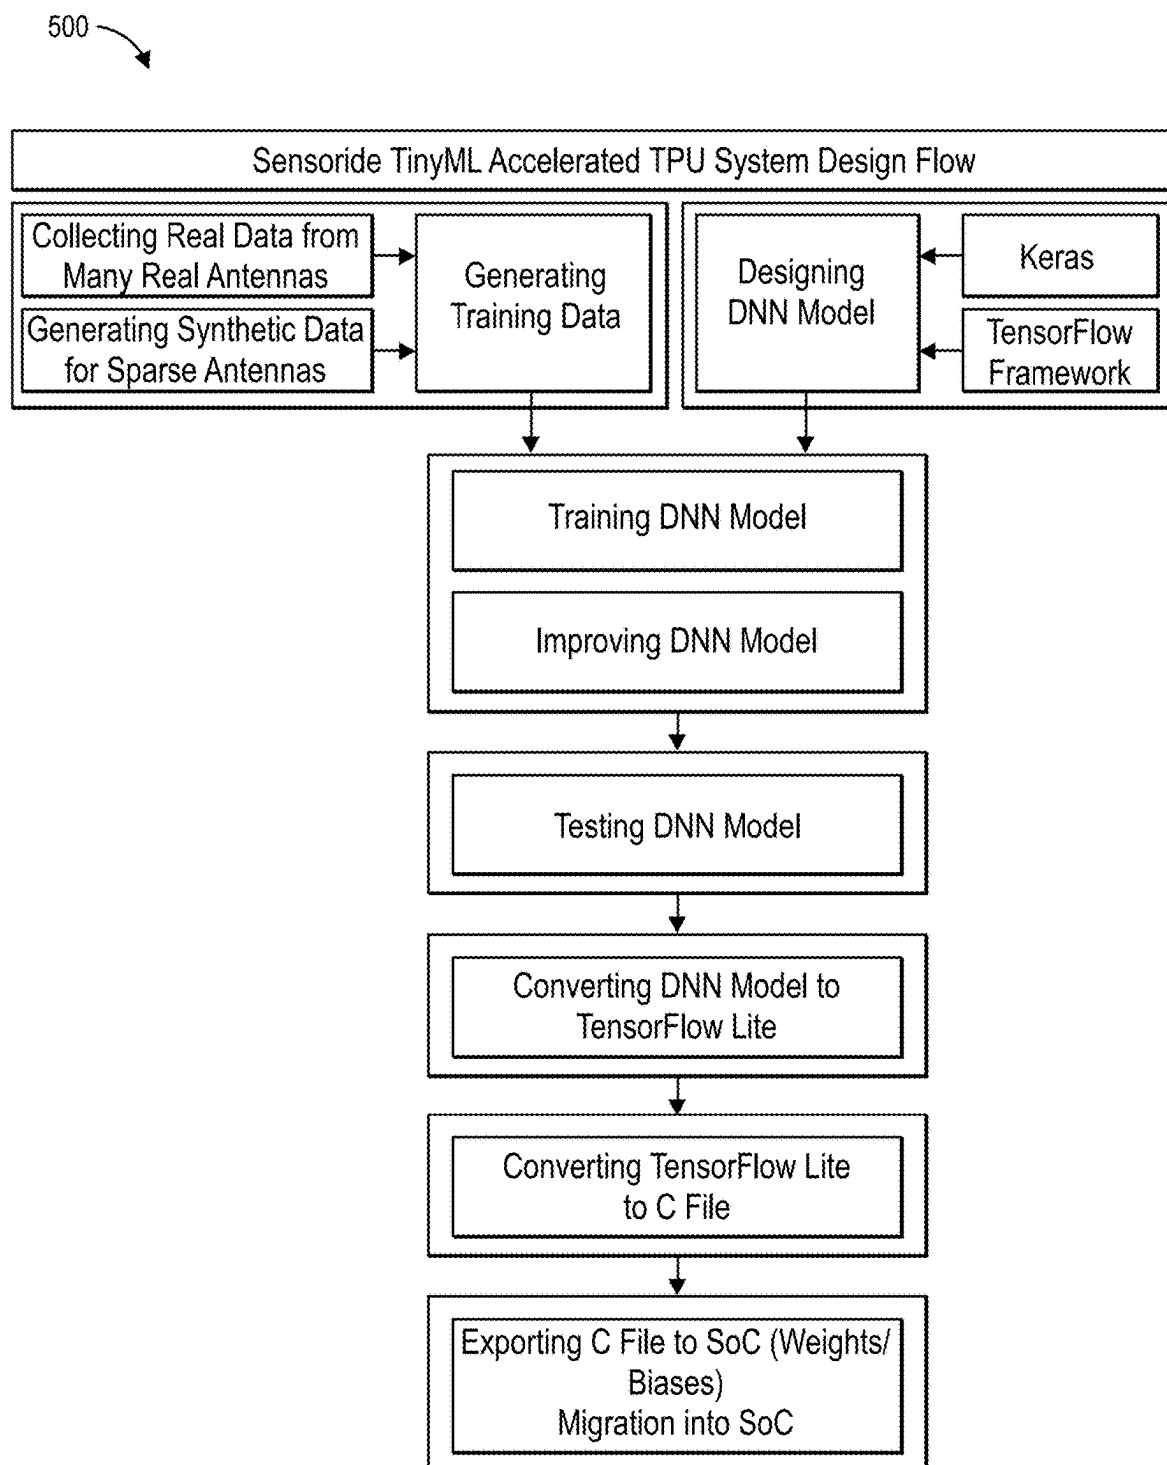 500
Sensoride TinyML Accelerated TPU System Design Flow
Collecting Real Data from
Many Real Antennas
Generating Synthetic Data
for Sparse Antennas
Generating
Training Data
Designing
DNN Model
Keras
TensorFlow
Framework
Training DNN Model
Improving DNN Model
Testing DNN Model
Converting DNN Model to
TensorFlow Lite
Converting TensorFlow Lite
to C File
Exporting C File to SoC (Weights/
Biases)
Migration into SoC